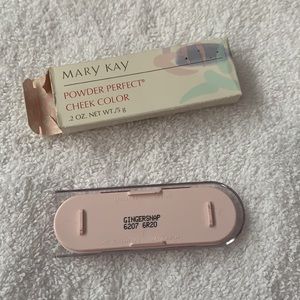 MARY KAY
POWDER PERFECT®
CHEEK COLOR
.2 OZ. NET WT./5 g
GINGERSNAP
6207 6R20